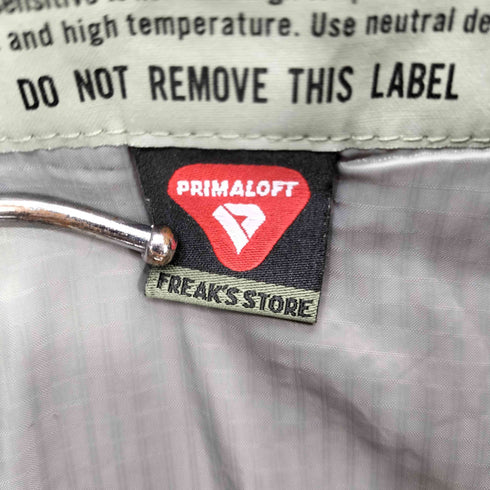 and high temperature. Use neutral de
DO NOT REMOVE THIS LABEL
PRIMALOFT
FREAK'S STORE